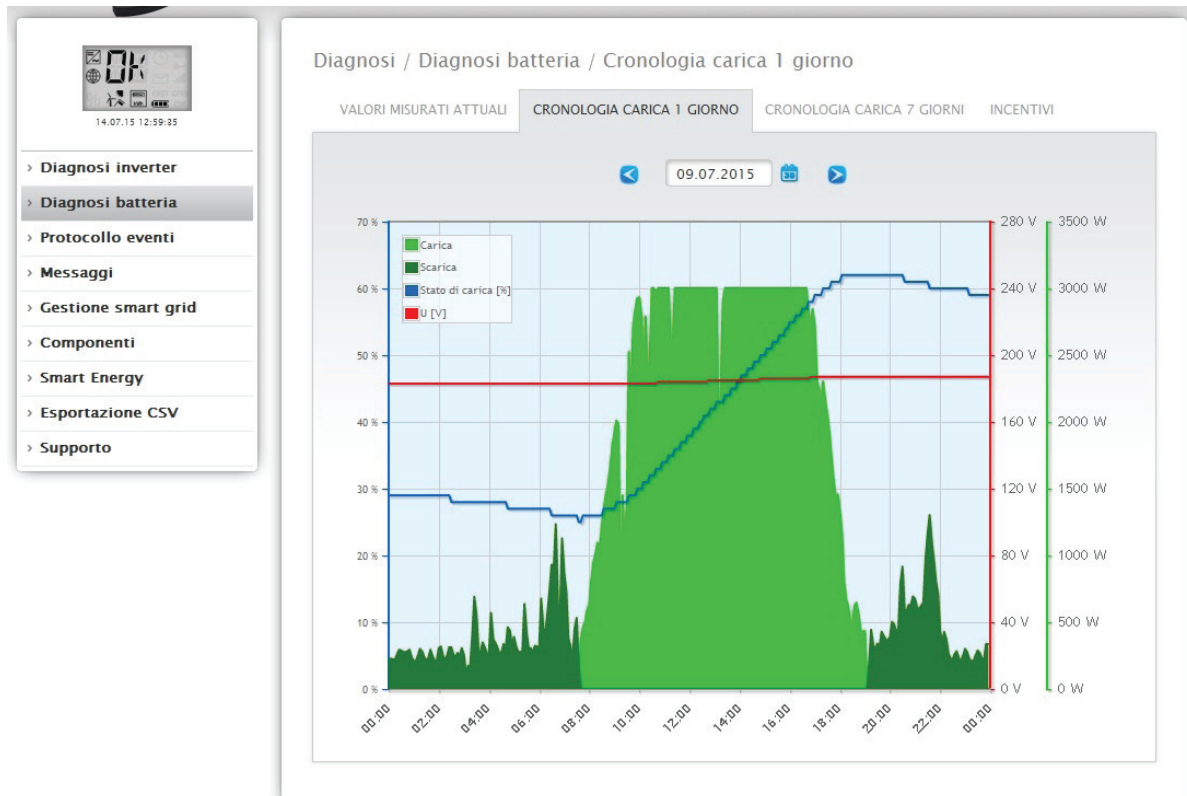 OK
14.07.15 12:59:35
› Diagnosi inverter
› Diagnosi batteria
› Protocollo eventi
› Messaggi
› Gestione smart grid
› Componenti
› Smart Energy
› Esportazione CSV
› Supporto
Diagnosi / Diagnosi batteria / Cronologia carica 1 giorno
VALORI MISURATI ATTUALI CRONOLOGIA CARICA 1 GIORNO CRONOLOGIA CARICA 7 GIORNI INCENTIVI
09.07.2015 30
70 % 280 V 3500 W
Carica
Scarica
60 % Stato di carica [%] 240 V 3000 W
U [V]
50 % 200 V 2500 W
40 % 160 V 2000 W
30 % 120 V 1500 W
20 % 80 V 1000 W
10 % 40 V 500 W
0 % 0 V 0 W
00:00 02:00 04:00 06:00 08:00 10:00 12:00 14:00 16:00 18:00 20:00 22:00 00:00